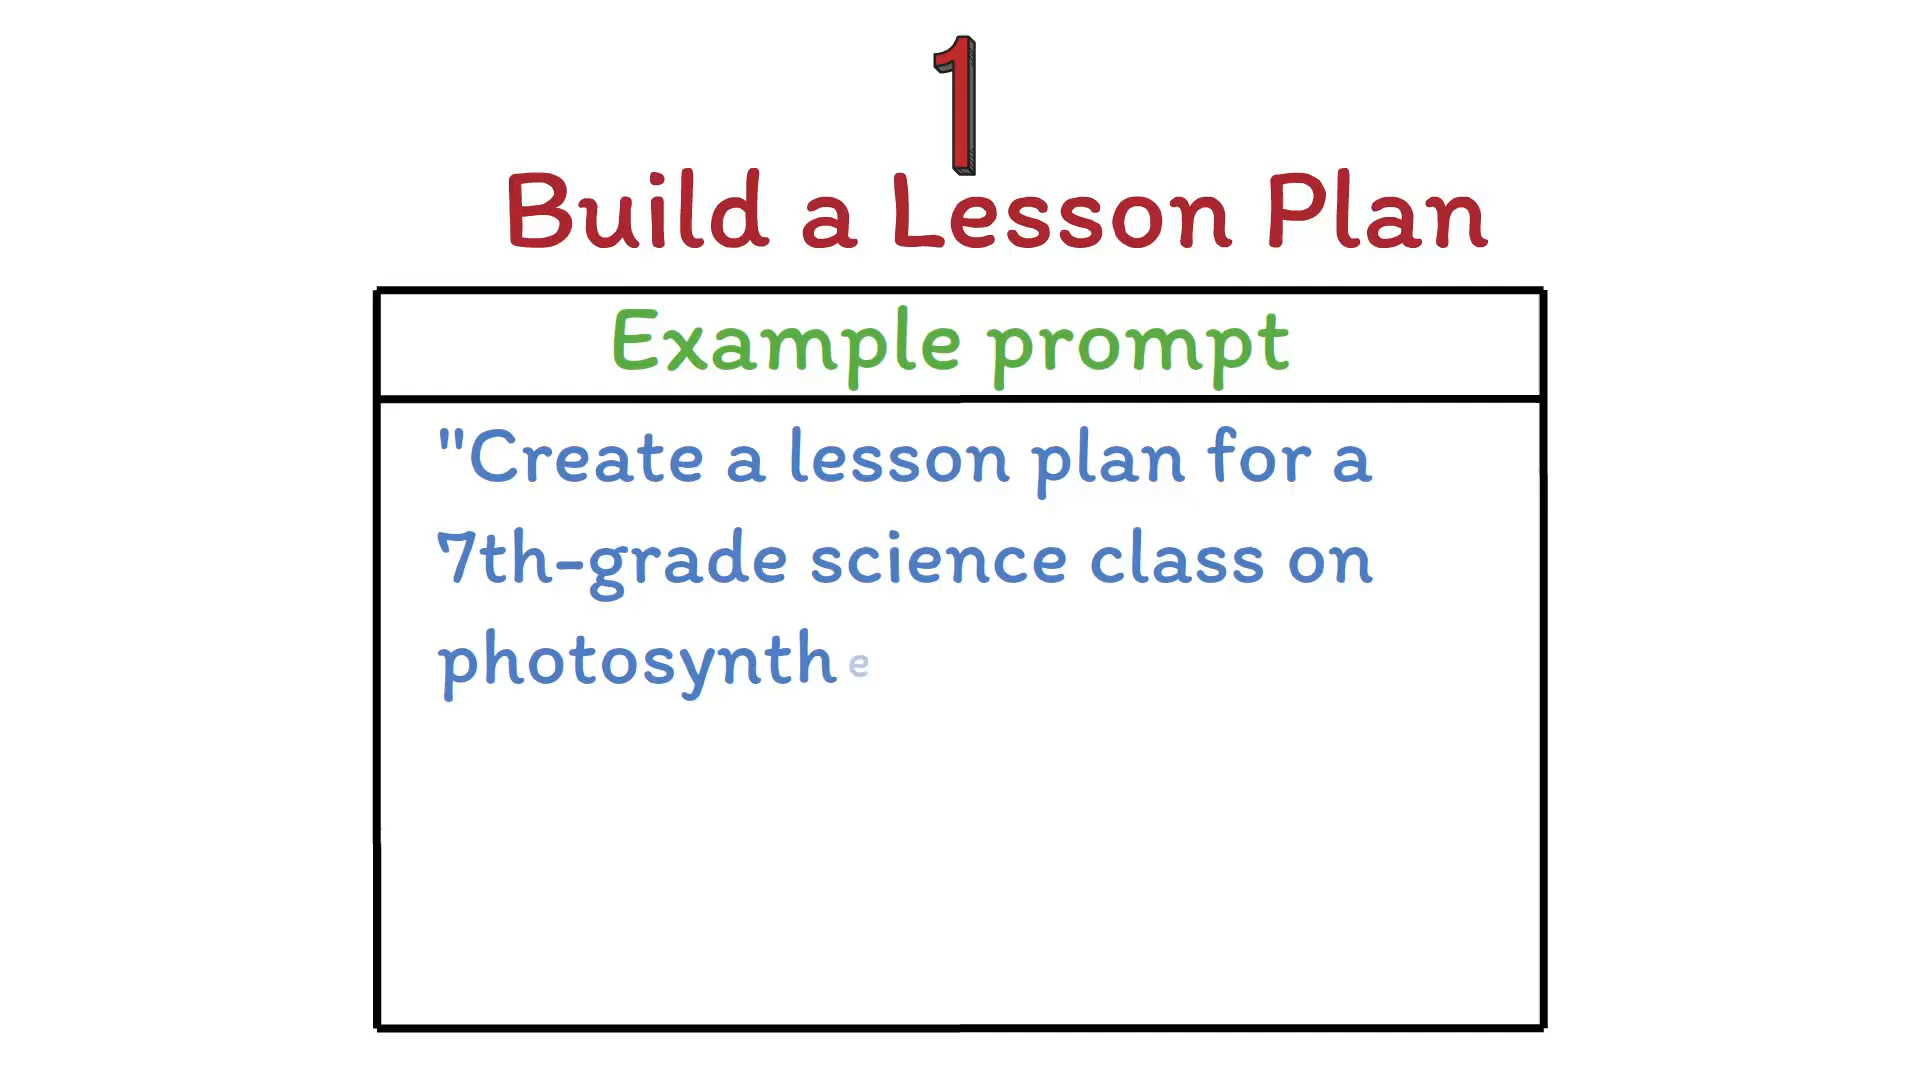 1
Build a Lesson Plan
Example prompt
"Create a lesson plan for a
7th-grade science class on
photosynthe